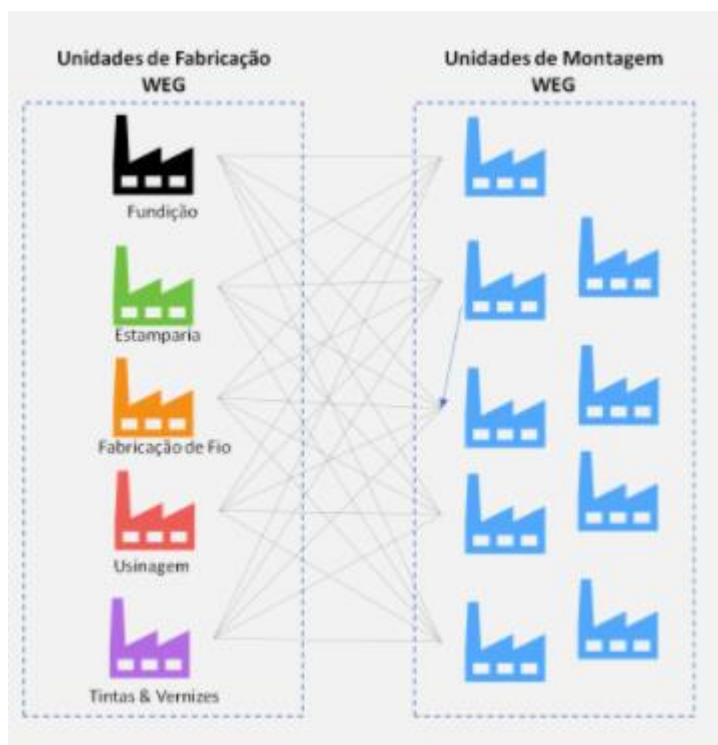 Unidades de Fabricação
WEG
Unidades de Montagem
WEG
Fundição
Estamparia
Fabricação de Fio
Usinagem
Tintas & Vernizes